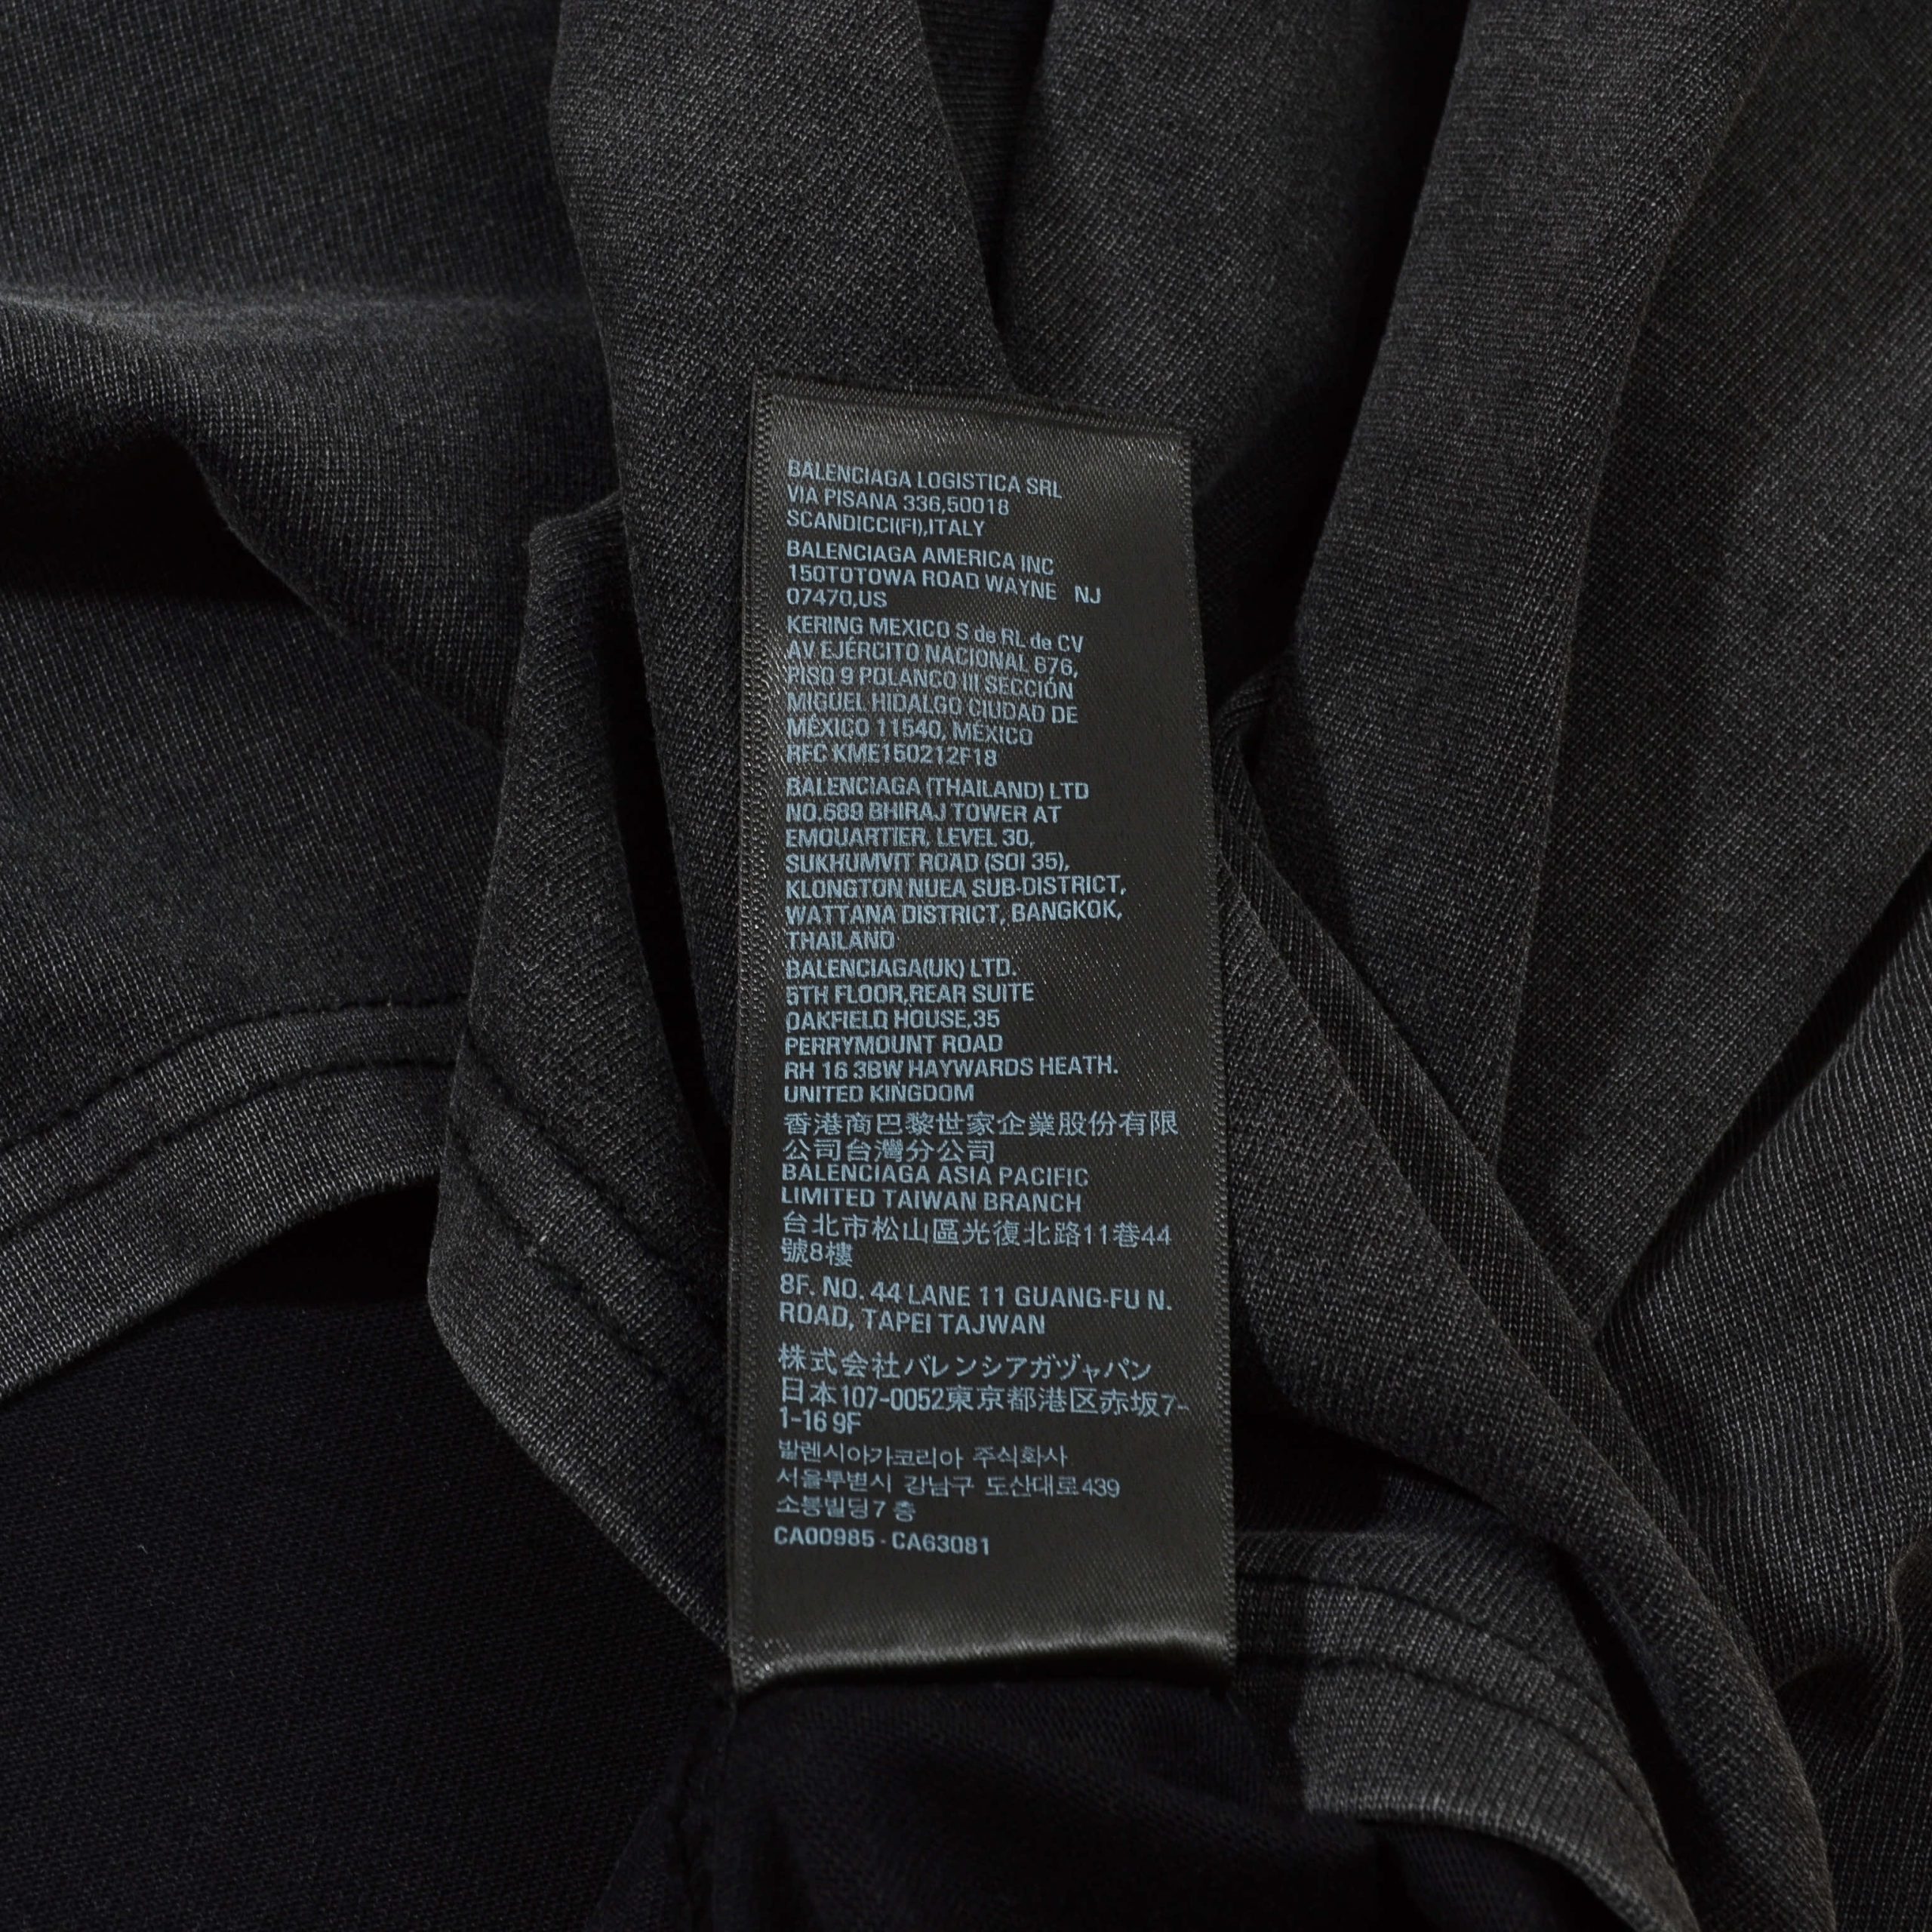 BALENCIAGA LOGISTICA SRL
VIA PISANA 336,50018
SCANDICCI(FI),ITALY
BALENCIAGA AMERICA INC
150TOTOWA ROAD WAYNE NJ
07470,US
KERING MEXICO S de RL de CV
AV EJÉRCITO NACIONAL 676,
PISO 9 POLANCO III SECCIÓN
MIGUEL HIDALGO CIUDAD DE
MÉXICO 11540, MÉXICO
RFC KME150212F18
BALENCIAGA (THAILAND) LTD
NO.689 BHIRAJ TOWER AT
EMOUARTIER, LEVEL 30,
SUKHUMVIT ROAD (SOI 35),
KLONGTON NUEA SUB-DISTRICT,
WATTANA DISTRICT, BANGKOK,
THAILAND
BALENCIAGA(UK) LTD.
5TH FLOOR,REAR SUITE
OAKFIELD HOUSE,35
PERRYMOUNT ROAD
RH 16 3BW HAYWARDS HEATH.
UNITED KINGDOM
香港商巴黎世家企業股份有限
公司台灣分公司
BALENCIAGA ASIA PACIFIC
LIMITED TAIWAN BRANCH
台北市松山區光復北路11巷44
號8樓
8F. NO. 44 LANE 11 GUANG-FU N.
ROAD, TAPEI TAJWAN
株式会社バレンシアガヅャパン
日本107-0052東京都港区赤坂7-
1-16 9F
발렌시아가코리아 주식화사
서울투볃시 강남구 도산대로439
소봉빌딩7 층
CA00985 - CA63081